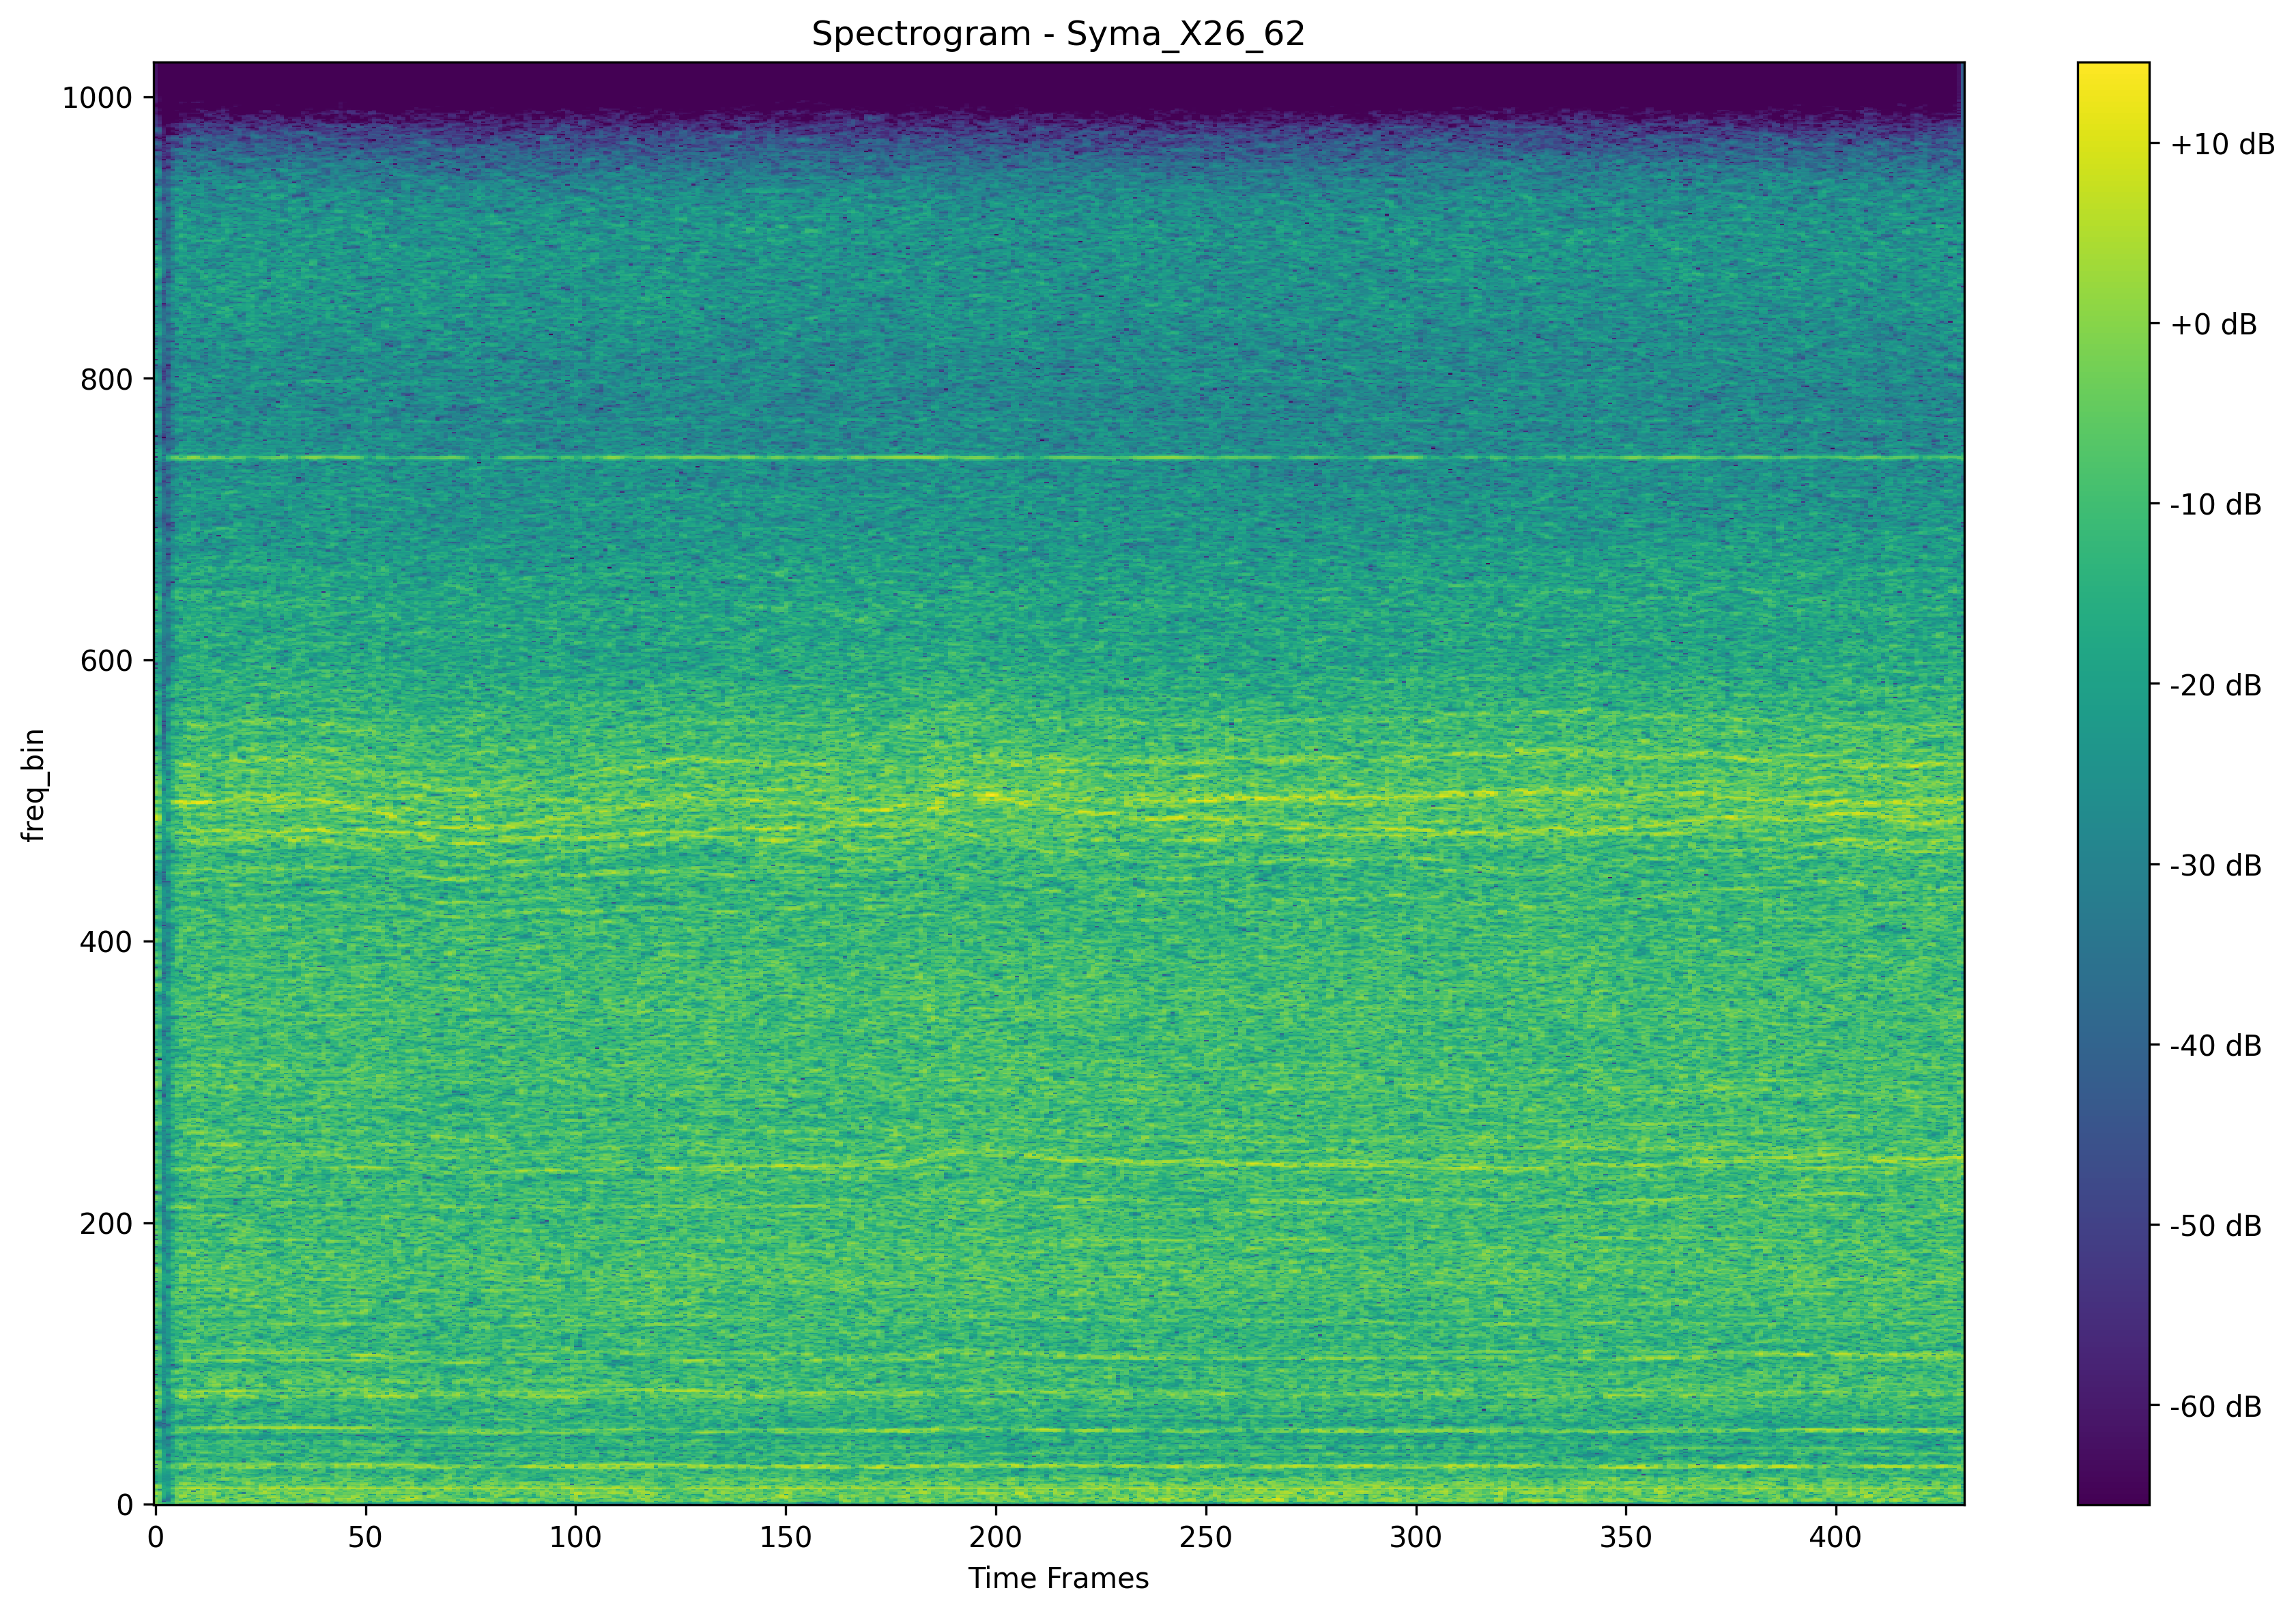 Spectrogram - Syma_X26_62
1000
800
600
400
200
0
freq_bin
0 50 100 150 200 250 300 350 400
Time Frames
+10 dB
+0 dB
-10 dB
-20 dB
-30 dB
-40 dB
-50 dB
-60 dB